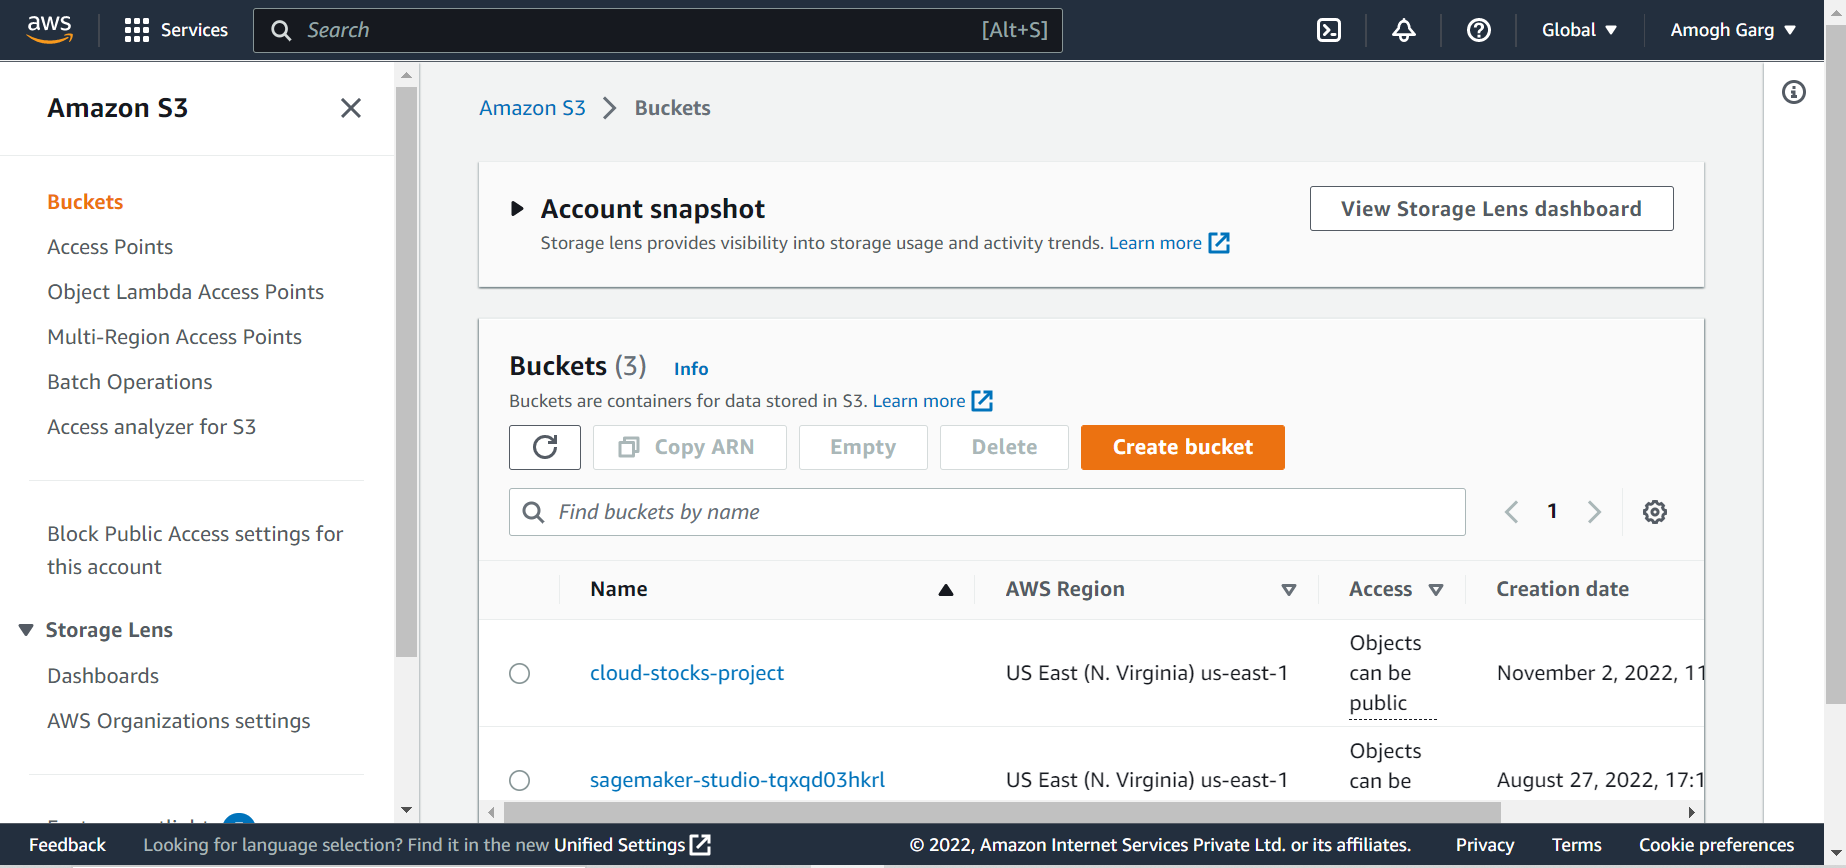 aws
Services
Search [Alt+S]
Global
Amogh Garg
Amazon S3
Buckets
Access Points
Object Lambda Access Points
Multi-Region Access Points
Batch Operations
Access analyzer for S3
Block Public Access settings for
this account
Storage Lens
Dashboards
AWS Organizations settings
Amazon S3 Buckets
Account snapshot
Storage lens provides visibility into storage usage and activity trends. Learn more
View Storage Lens dashboard
Buckets (3) Info
Buckets are containers for data stored in S3. Learn more
Copy ARN Empty Delete Create bucket
Find buckets by name
1
Name AWS Region Access Creation date
cloud-stocks-project US East (N. Virginia) us-east-1 Objects
can be
public
November 2, 2022, 11
sagemaker-studio-tqxqd03hkrl US East (N. Virginia) us-east-1 Objects
can be
August 27, 2022, 17:1
Feedback Looking for language selection? Find it in the new Unified Settings © 2022, Amazon Internet Services Private Ltd. or its affiliates. Privacy Terms Cookie preferences